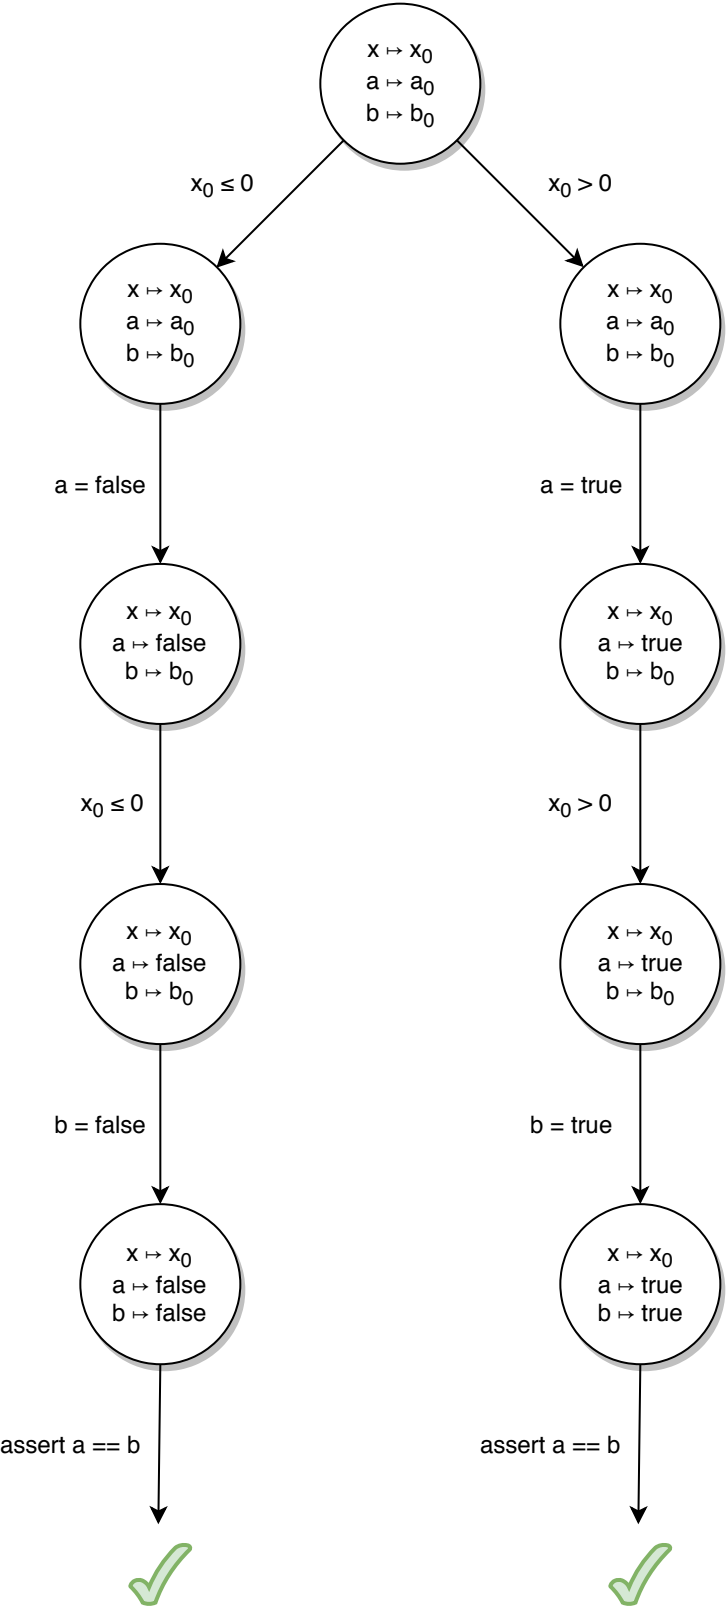 x ↦ x₀
a ↦ a₀
b ↦ b₀
x₀ ≤ 0
x₀ > 0
x ↦ x₀
a ↦ a₀
b ↦ b₀
x ↦ x₀
a ↦ a₀
b ↦ b₀
a = false
a = true
x ↦ x₀
a ↦ false
b ↦ b₀
x ↦ x₀
a ↦ true
b ↦ b₀
x₀ ≤ 0
x₀ > 0
x ↦ x₀
a ↦ false
b ↦ b₀
x ↦ x₀
a ↦ true
b ↦ b₀
b = false
b = true
x ↦ x₀
a ↦ false
b ↦ false
x ↦ x₀
a ↦ true
b ↦ true
assert a == b
assert a == b